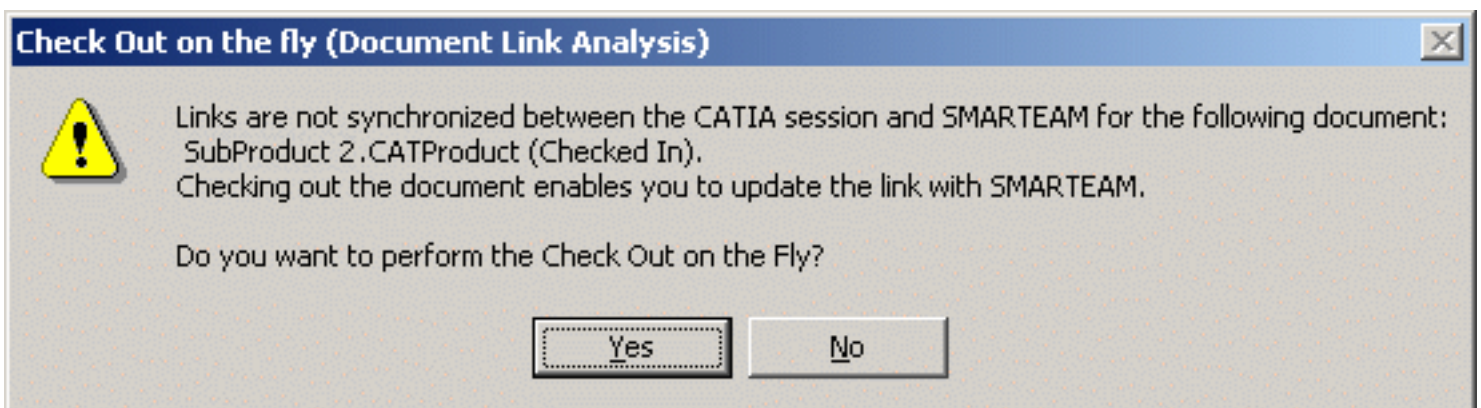 Check Out on the fly (Document Link Analysis)
Links are not synchronized between the CATIA session and SMARTEAM for the following document:
SubProduct 2.CATProduct (Checked In).
Checking out the document enables you to update the link with SMARTEAM.
Do you want to perform the Check Out on the Fly?
Yes No